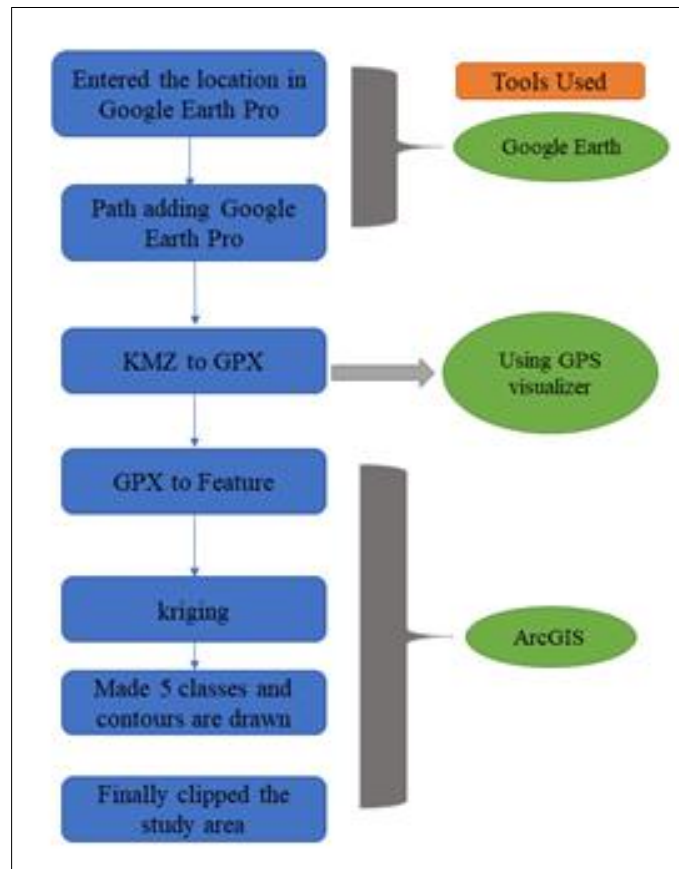 Entered the location in
Google Earth Pro
Tools Used
Google Earth
Path adding Google
Earth Pro
KMZ to GPX
Using GPS
visualizer
GPX to Feature
kriging
ArcGIS
Made 5 classes and
contours are drawn
Finally clipped the
study area